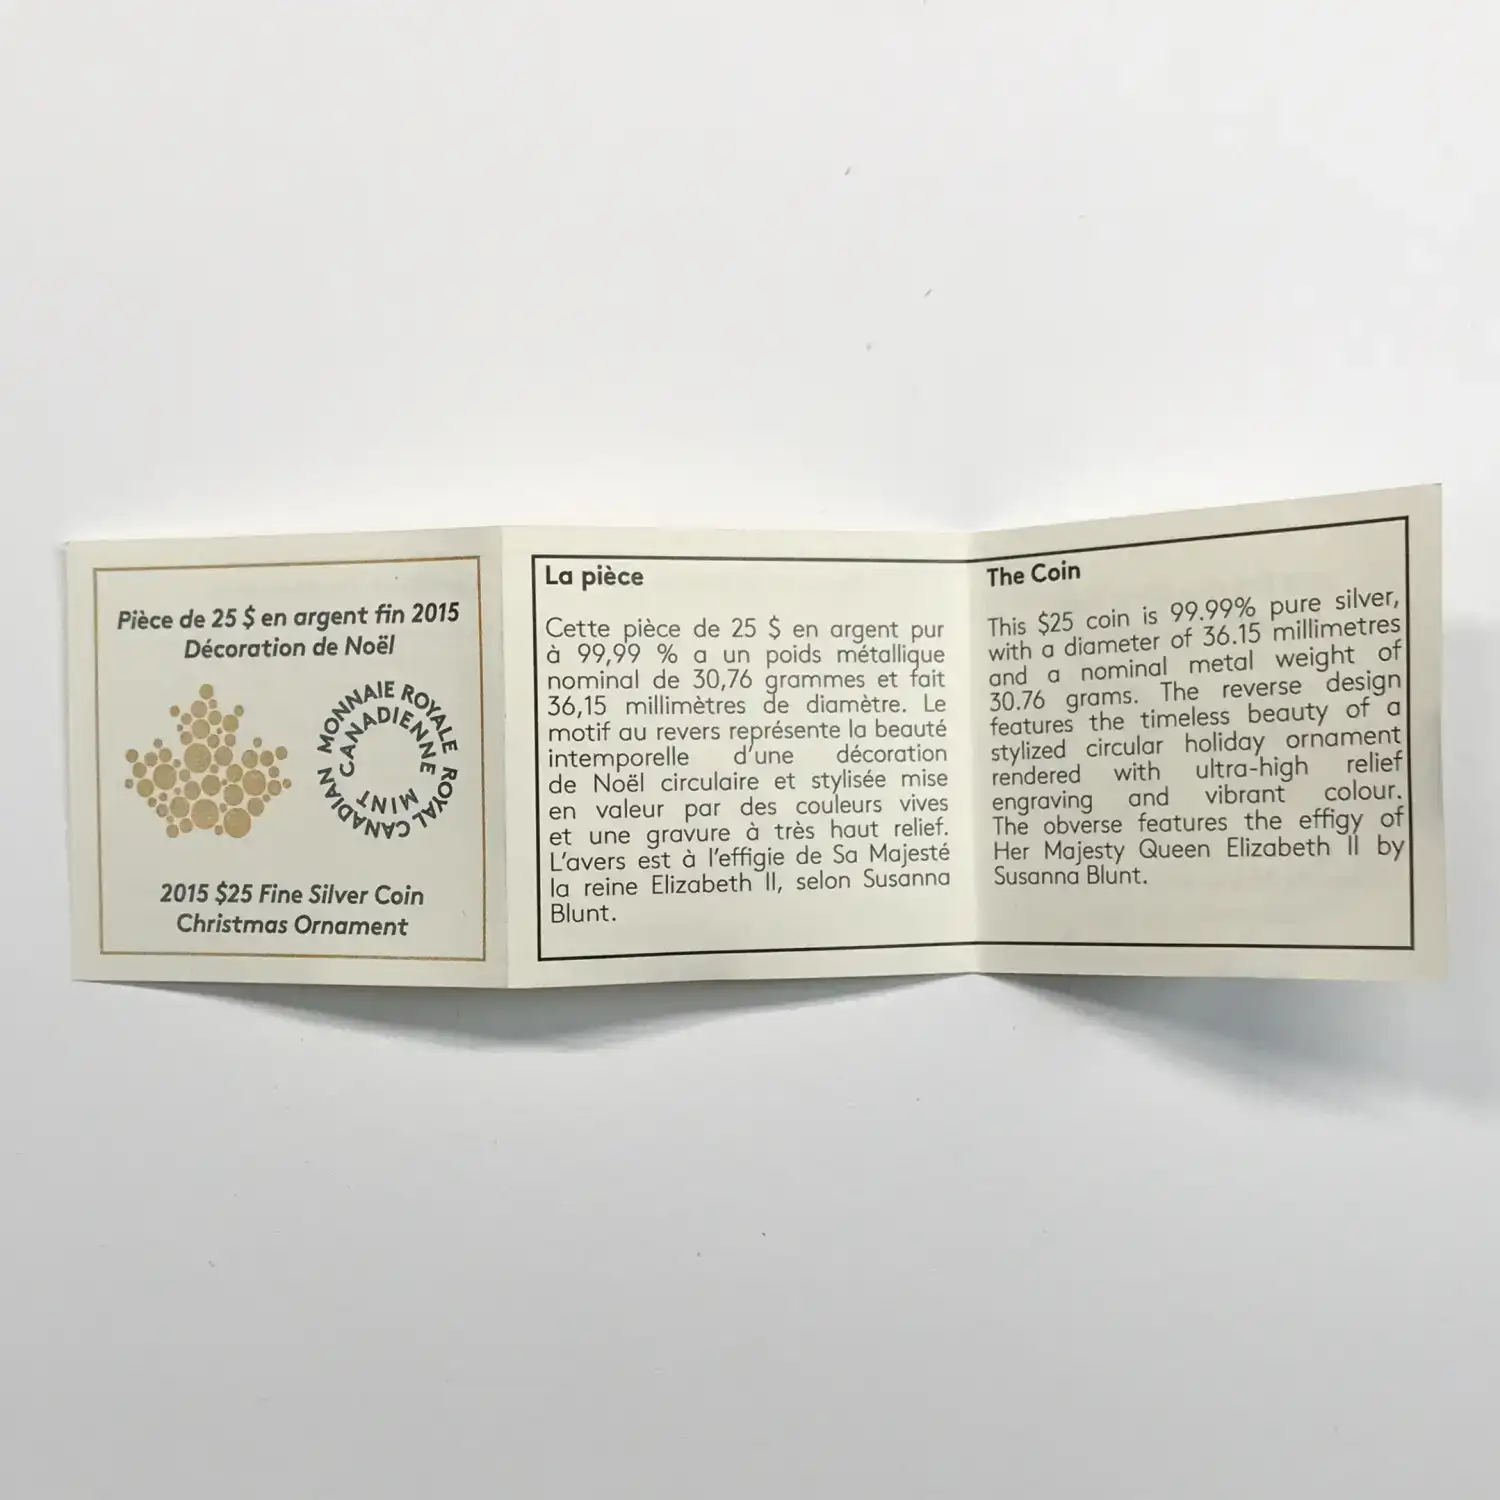 Pièce de 25 $ en argent fin 2015
Décoration de Noël
MONNAIE ROYALE CANADIENNE
ROYAL CANADIAN MINT
2015 $25 Fine Silver Coin
Christmas Ornament
La pièce
Cette pièce de 25 $ en argent pur
à 99,99 % a un poids métallique
nominal de 30,76 grammes et fait
36,15 millimètres de diamètre. Le
motif au revers représente la beauté
intemporelle d’une décoration
de Noël circulaire et stylisée mise
en valeur par des couleurs vives
et une gravure à très haut relief.
L’avers est à l’effigie de Sa Majesté
la reine Elizabeth II, selon Susanna
Blunt.
The Coin
This $25 coin is 99.99% pure silver,
with a diameter of 36.15 millimetres
and a nominal metal weight of
30.76 grams. The reverse design
features the timeless beauty of a
stylized circular holiday ornament
rendered with ultra-high relief
engraving and vibrant colour.
The obverse features the effigy of
Her Majesty Queen Elizabeth II by
Susanna Blunt.